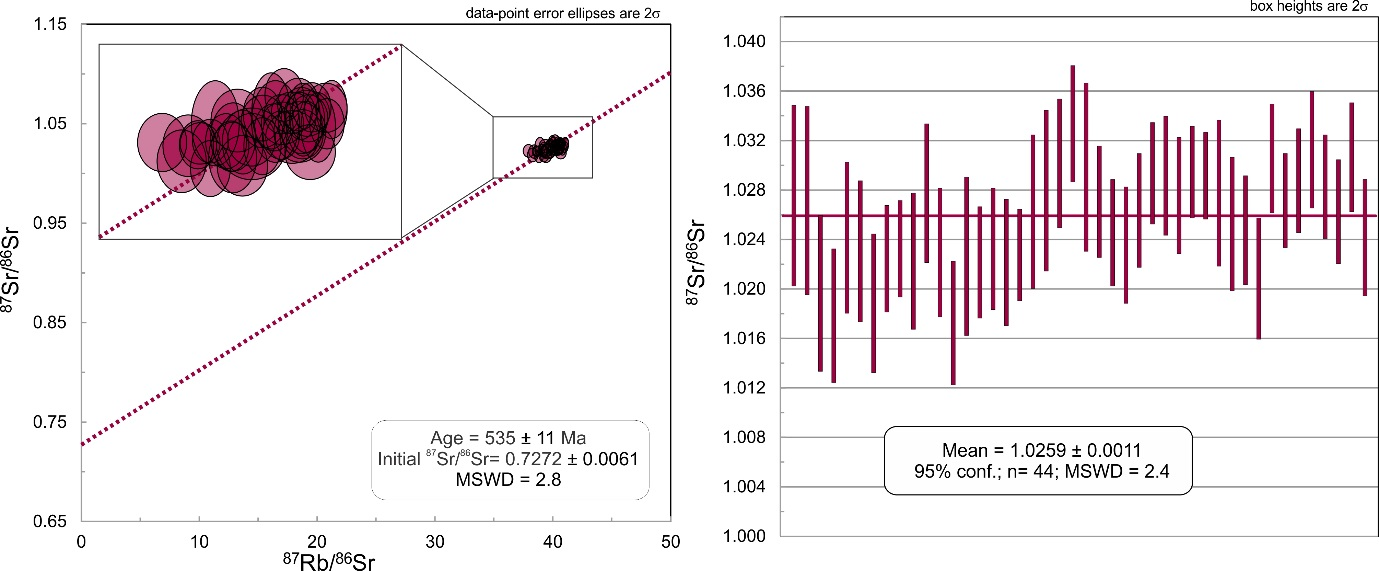 data-point error ellipses are 2σ
1.15
1.05
0.95
0.85
0.75
0.65
⁸⁷Sr/⁸⁶Sr
0
10
20
30
40
50
⁸⁷Rb/⁸⁶Sr
Age = 535 ± 11 Ma
Initial ⁸⁷Sr/⁸⁶Sr= 0.7272 ± 0.0061
MSWD = 2.8
box heights are 2σ
1.040
1.036
1.032
1.028
1.024
1.020
1.016
1.012
1.008
1.004
1.000
⁸⁷Sr/⁸⁶Sr
Mean = 1.0259 ± 0.0011
95% conf.; n= 44; MSWD = 2.4